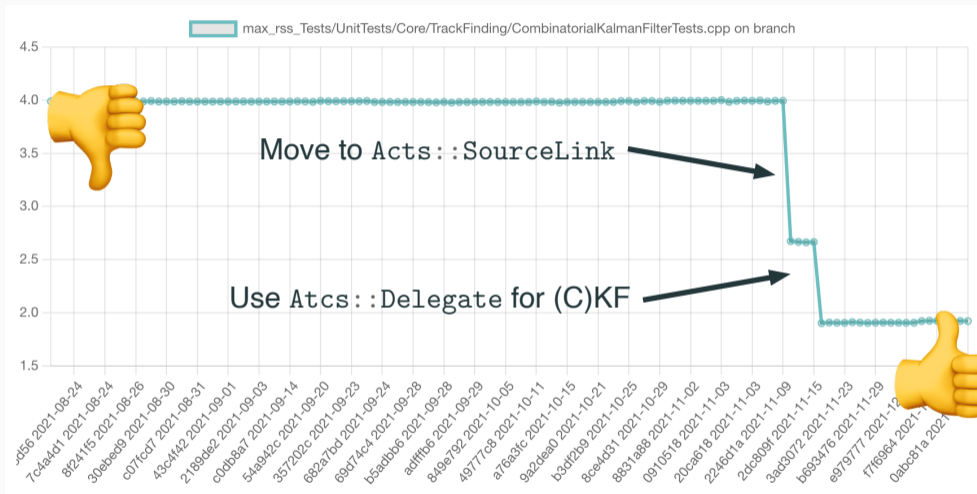 max_rss_Tests/UnitTests/Core/TrackFinding/CombinatorialKalmanFilterTests.cpp on branch
4.5
4.0
3.5
3.0
2.5
2.0
1.5
Move to Acts::SourceLink
Use Atcs::Delegate for (C)KF
2021-08-24
7c4a4d1 2021-08-24
8f241f5 2021-08-26
30ebed9 2021-08-30
c07fcd7 2021-08-31
43c4f42 2021-09-01
2189de2 2021-09-03
c0db8a7 2021-09-14
54a942c 2021-09-20
357202c 2021-09-23
682a7bd 2021-09-24
69d74c4 2021-09-28
b5adbb6 2021-09-28
adfffb6 2021-09-29
849e792 2021-10-05
49777c8 2021-10-11
a76a3fc 2021-10-15
9a2dea0 2021-10-21
b3df2b9 2021-10-25
8ce4d31 2021-10-29
8831a98 2021-11-02
0910518 2021-11-03
20ca618 2021-11-03
2246d1a 2021-11-09
2dc809f 2021-11-15
3ad3072 2021-11-23
b693476 2021-11-29
e979777
f7f6964
0abc81a